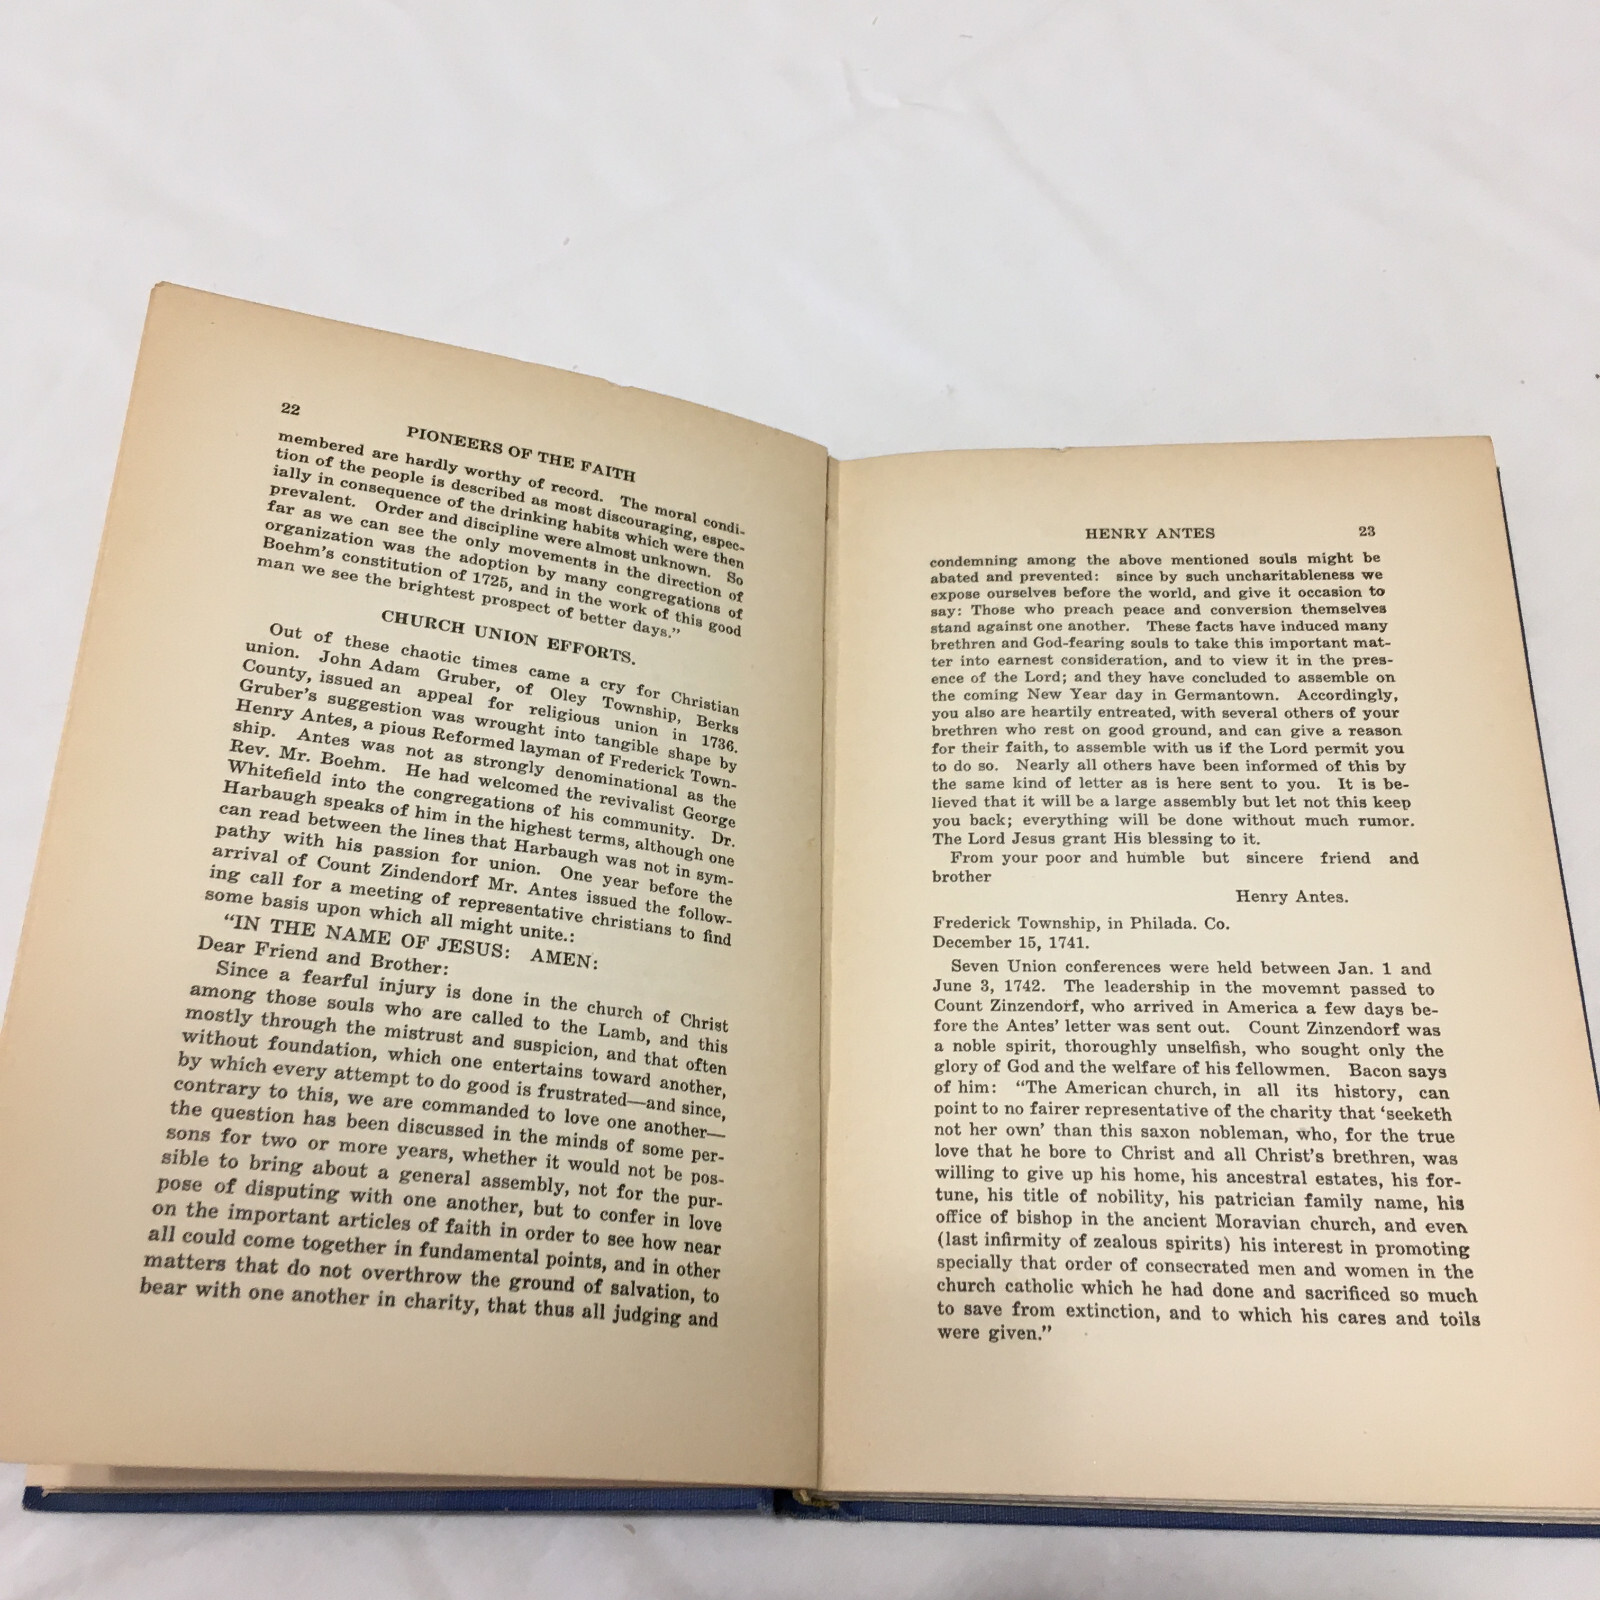 22
PIONEERS OF THE FAITH
membered are hardly worthy of record. The moral condi-
tion of the people is described as most discouraging, espec-
ially in consequence of the drinking habits which were then
prevalent. Order and discipline were almost unknown. So
far as we can see the only movements in the direction of
organization was the adoption by many congregations of
Boehm's constitution of 1725, and in the work of this good
man we see the brightest prospect of better days."
CHURCH UNION EFFORTS.
Out of these chaotic times came a cry for Christian
union. John Adam Gruber, of Oley Township, Berks
County, issued an appeal for religious union in 1736.
Gruber's suggestion was wrought into tangible shape by
Henry Antes, a pious Reformed layman of Frederick Town-
ship. Antes was not as strongly denominational as the
Rev. Mr. Boehm. He had welcomed the revivalist George
Whitefield into the congregations of his community. Dr.
Harbaugh speaks of him in the highest terms, although one
can read between the lines that Harbaugh was not in sym-
pathy with his passion for union. One year before the
arrival of Count Zindendorf Mr. Antes issued the follow-
ing call for a meeting of representative christians to find
some basis upon which all might unite.:
"IN THE NAME OF JESUS: AMEN:
Dear Friend and Brother:
Since a fearful injury is done in the church of Christ
among those souls who are called to the Lamb, and this
mostly through the mistrust and suspicion, and that often
without foundation, which one entertains toward another,
by which every attempt to do good is frustrated—and since,
contrary to this, we are commanded to love one another—
the question has been discussed in the minds of some per-
sons for two or more years, whether it would not be pos-
sible to bring about a general assembly, not for the pur-
pose of disputing with one another, but to confer in love
on the important articles of faith in order to see how near
all could come together in fundamental points, and in other
matters that do not overthrow the ground of salvation, to
bear with one another in charity, that thus all judging and
HENRY ANTES 23
condemning among the above mentioned souls might be
abated and prevented: since by such uncharitableness we
expose ourselves before the world, and give it occasion to
say: Those who preach peace and conversion themselves
stand against one another. These facts have induced many
brethren and God-fearing souls to take this important mat-
ter into earnest consideration, and to view it in the pres-
ence of the Lord; and they have concluded to assemble on
the coming New Year day in Germantown. Accordingly,
you also are heartily entreated, with several others of your
brethren who rest on good ground, and can give a reason
for their faith, to assemble with us if the Lord permit you
to do so. Nearly all others have been informed of this by
the same kind of letter as is here sent to you. It is be-
lieved that it will be a large assembly but let not this keep
you back; everything will be done without much rumor.
The Lord Jesus grant His blessing to it.
From your poor and humble but sincere friend and
brother
Henry Antes.
Frederick Township, in Philada. Co.
December 15, 1741.
Seven Union conferences were held between Jan. 1 and
June 3, 1742. The leadership in the movemnt passed to
Count Zinzendorf, who arrived in America a few days be-
fore the Antes' letter was sent out. Count Zinzendorf was
a noble spirit, thoroughly unselfish, who sought only the
glory of God and the welfare of his fellowmen. Bacon says
of him: "The American church, in all its history, can
point to no fairer representative of the charity that 'seeketh
not her own' than this saxon nobleman, who, for the true
love that he bore to Christ and all Christ's brethren, was
willing to give up his home, his ancestral estates, his for-
tune, his title of nobility, his patrician family name, his
office of bishop in the ancient Moravian church, and even
(last infirmity of zealous spirits) his interest in promoting
specially that order of consecrated men and women in the
church catholic which he had done and sacrificed so much
to save from extinction, and to which his cares and toils
were given."